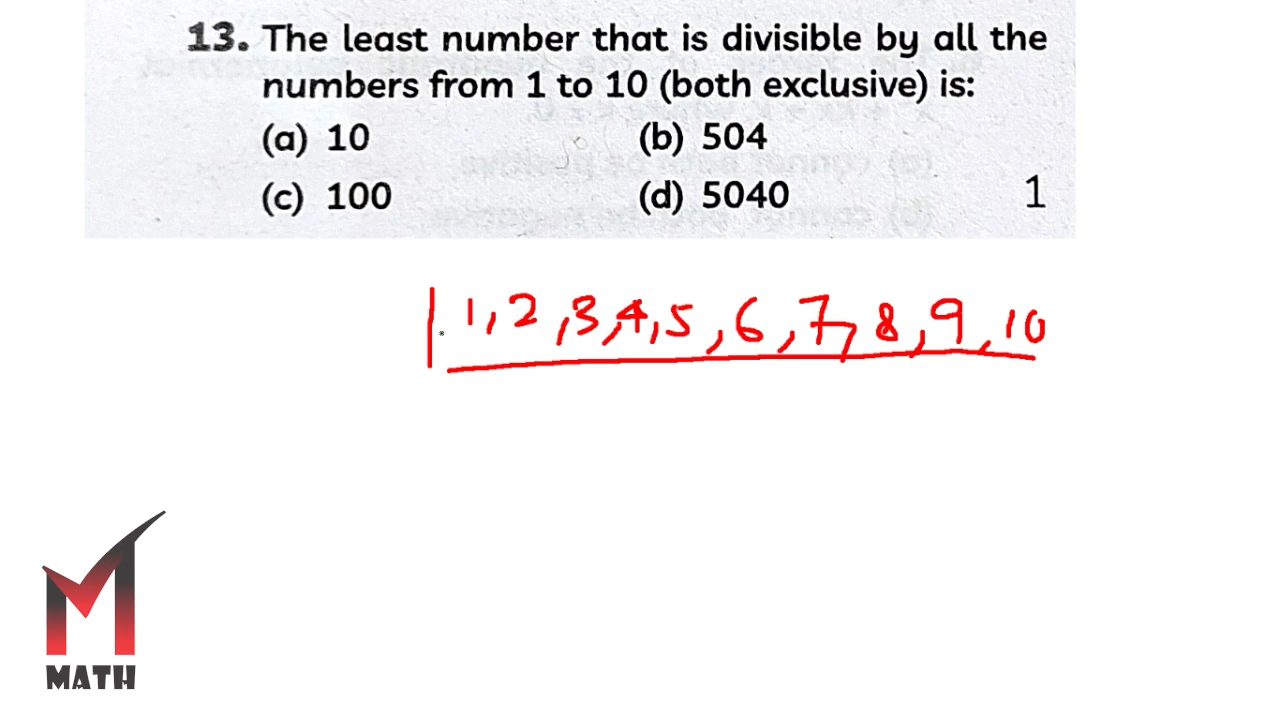 13. The least number that is divisible by all the
numbers from 1 to 10 (both exclusive) is:
(a) 10 (b) 504
(c) 100 (d) 5040 1
1, 2, 3, 4, 5, 6, 7, 8, 9, 10
MATH